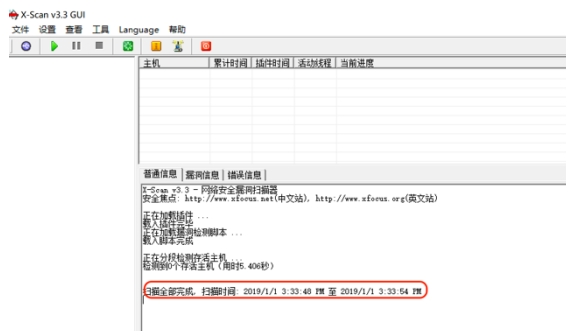 X-Scan v3.3 GUI
文件 设置 查看 工具 Language 帮助
主机 累计时间 插件时间 活动线程 当前进度
普通信息 漏洞信息 错误信息
X-Scan v3.3 - 网络安全漏洞扫描器
安全焦点: http://www.xfocus.net(中文站), http://www.xfocus.org(英文站)
正在加载插件 ...
载入插件完毕
正在加载漏洞检测脚本 ...
载入脚本完成
正在分段检测存活主机 ...
检测到0个存活主机 (用时5.406秒)
扫描全部完成, 扫描时间: 2019/1/1 3:33:48 PM 至 2019/1/1 3:33:54 PM